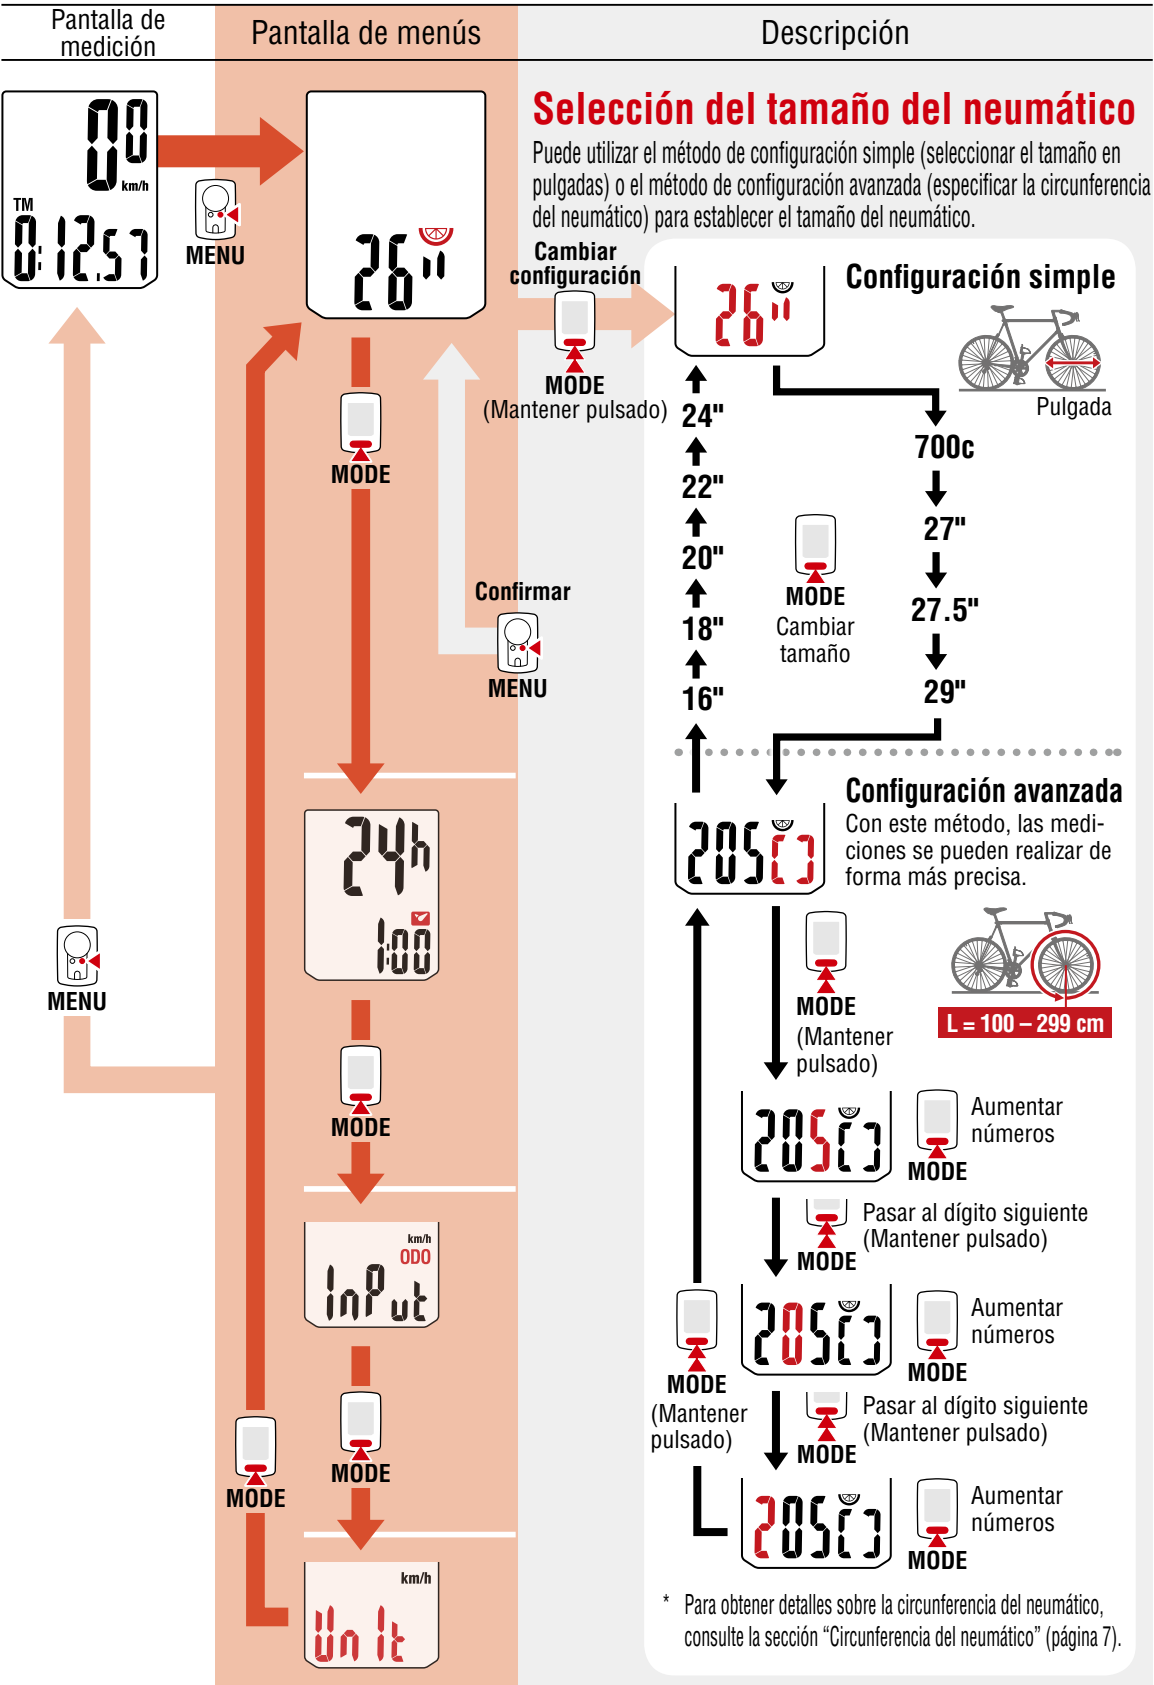 Pantalla de
medición
Pantalla de menús
Descripción
00
km/h
TM
0:12.57
MENU
26"
Selección del tamaño del neumático
Puede utilizar el método de configuración simple (seleccionar el tamaño en
pulgadas) o el método de configuración avanzada (especificar la circunferencia
del neumático) para establecer el tamaño del neumático.
Cambiar
configuración
MODE
(Mantener pulsado)
26"
Configuración simple
Pulgada
MODE
24"
22"
20"
18"
16"
700c
27"
27.5"
29"
MODE
Cambiar
tamaño
Confirmar
MENU
Configuración avanzada
Con este método, las medi-
ciones se pueden realizar de
forma más precisa.
205[]
L = 100 – 299 cm
MODE
(Mantener
pulsado)
24h
1:00
MENU
MODE
205[]
Aumentar
números
MODE
Pasar al dígito siguiente
(Mantener pulsado)
MODE
km/h
ODO
InPut
205[]
Aumentar
números
MODE
MODE
(Mantener
pulsado)
Pasar al dígito siguiente
(Mantener pulsado)
MODE
MODE
MODE
205[]
Aumentar
números
MODE
km/h
UnIt
* Para obtener detalles sobre la circunferencia del neumático,
consulte la sección “Circunferencia del neumático” (página 7).